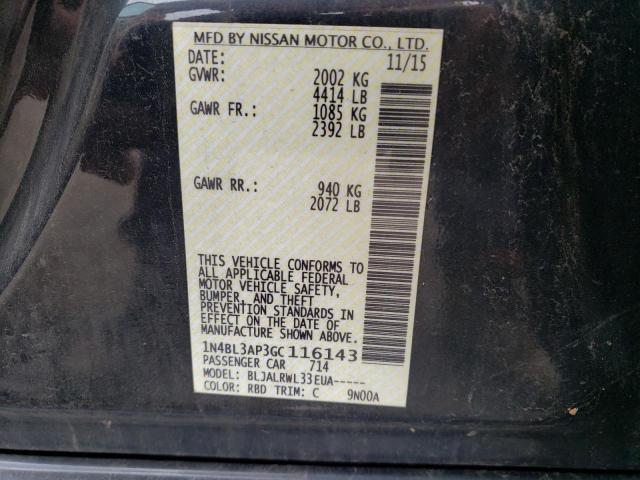 MFD BY NISSAN MOTOR CO., LTD.
DATE: 11/15
GVWR: 2002 KG
4414 LB
GAWR FR.: 1085 KG
2392 LB
GAWR RR.: 940 KG
2072 LB
THIS VEHICLE CONFORMS TO
ALL APPLICABLE FEDERAL
MOTOR VEHICLE SAFETY,
BUMPER, AND THEFT
PREVENTION STANDARDS IN
EFFECT ON THE DATE OF
MANUFACTURE SHOWN ABOVE.
1N4BL3AP3GC116143
PASSENGER CAR 714
MODEL: BLJALRWL33EUA-----
COLOR: RBD TRIM: C 9N00A